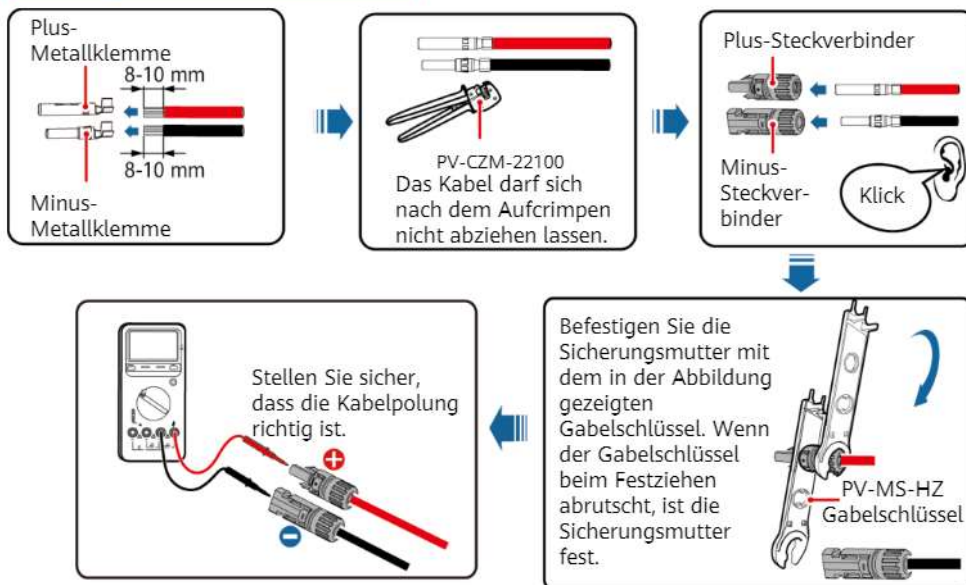 Plus-
Metallklemme
8-10 mm
8-10 mm
Minus-
Metallklemme
PV-CZM-22100
Das Kabel darf sich
nach dem Aufcrimpen
nicht abziehen lassen.
Plus-Steckverbinder
Minus-
Steckver-
binder
Klick
Befestigen Sie die
Sicherungsmutter mit
dem in der Abbildung
gezeigten
Gabelschlüssel. Wenn
der Gabelschlüssel
beim Festziehen
abrutscht, ist die
Sicherungsmutter
fest.
PV-MS-HZ
Gabelschlüssel
Stellen Sie sicher,
dass die Kabelpolung
richtig ist.